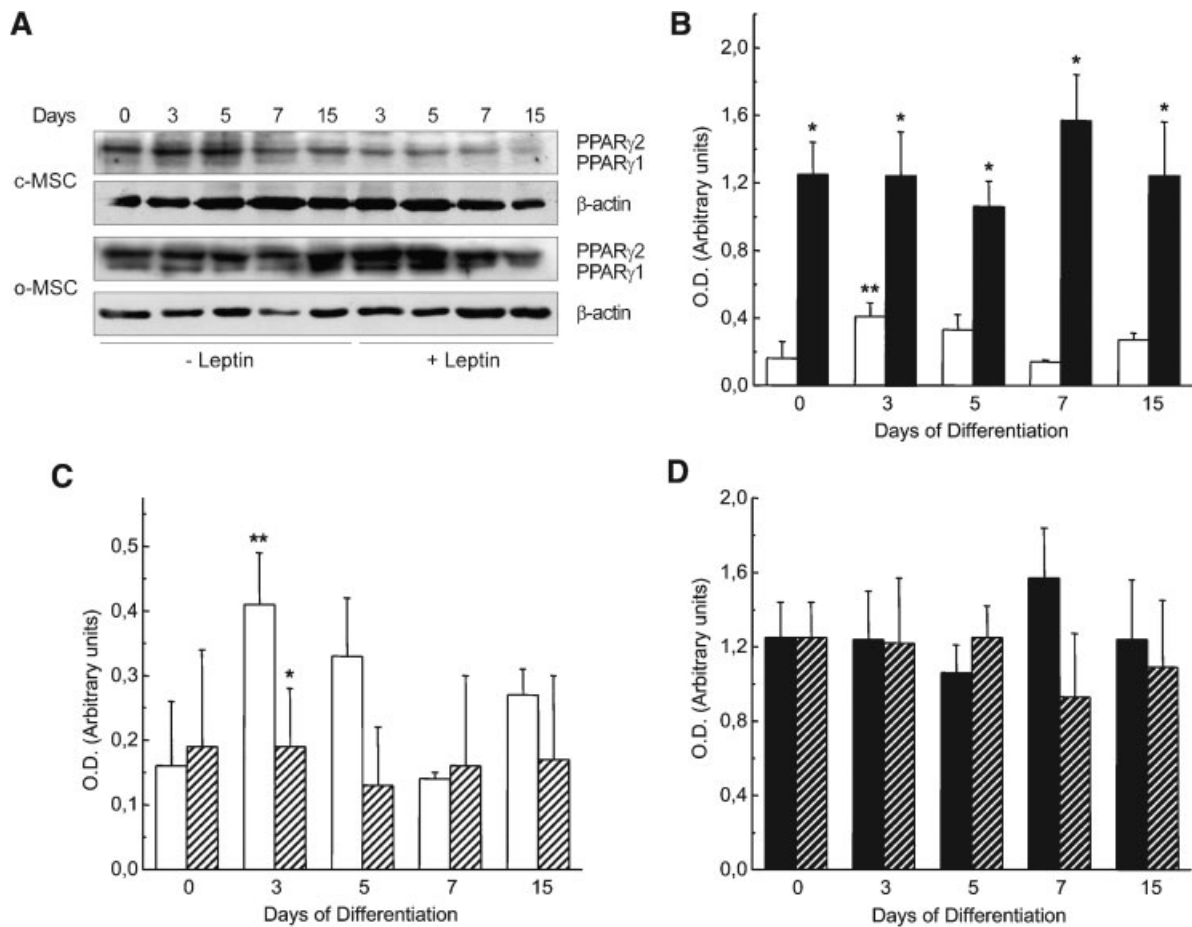 A
Days 0 3 5 7 15 3 5 7 15
c-MSC
PPARγ2
PPARγ1
β-actin
o-MSC
PPARγ2
PPARγ1
β-actin
- Leptin + Leptin
B
O.D. (Arbitrary units)
2,0
1,6
1,2
0,8
0,4
0,0
* * * * *
**
0 3 5 7 15
Days of Differentiation
C
O.D. (Arbitrary units)
0,5
0,4
0,3
0,2
0,1
0,0
**
*
0 3 5 7 15
Days of Differentiation
D
O.D. (Arbitrary units)
2,0
1,6
1,2
0,8
0,4
0,0
0 3 5 7 15
Days of Differentiation